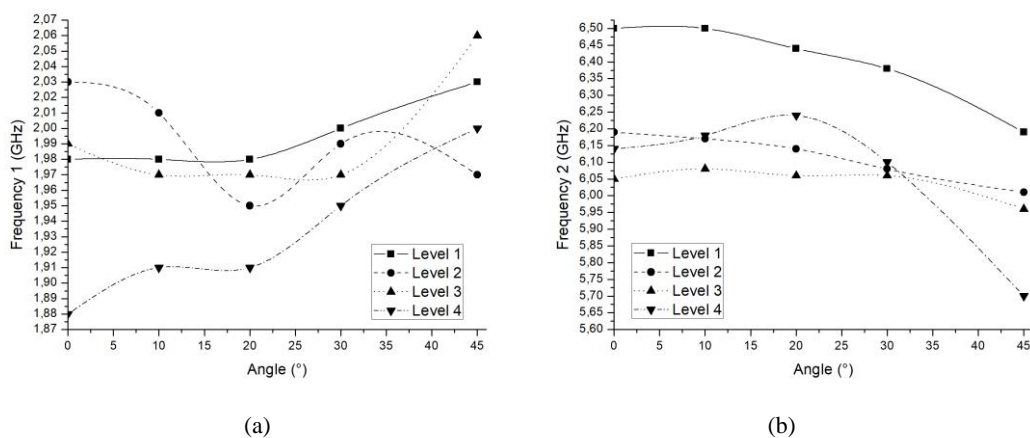 2,07
2,06
2,05
2,04
2,03
2,02
2,01
2,00
1,99
1,98
1,97
1,96
1,95
1,94
1,93
1,92
1,91
1,90
1,89
1,88
1,87
Frequency 1 (GHz)
0 5 10 15 20 25 30 35 40 45
Angle (°)
Level 1
Level 2
Level 3
Level 4
(a)
6,50
6,45
6,40
6,35
6,30
6,25
6,20
6,15
6,10
6,05
6,00
5,95
5,90
5,85
5,80
5,75
5,70
5,65
5,60
Frequency 2 (GHz)
0 5 10 15 20 25 30 35 40 45
Angle (°)
Level 1
Level 2
Level 3
Level 4
(b)